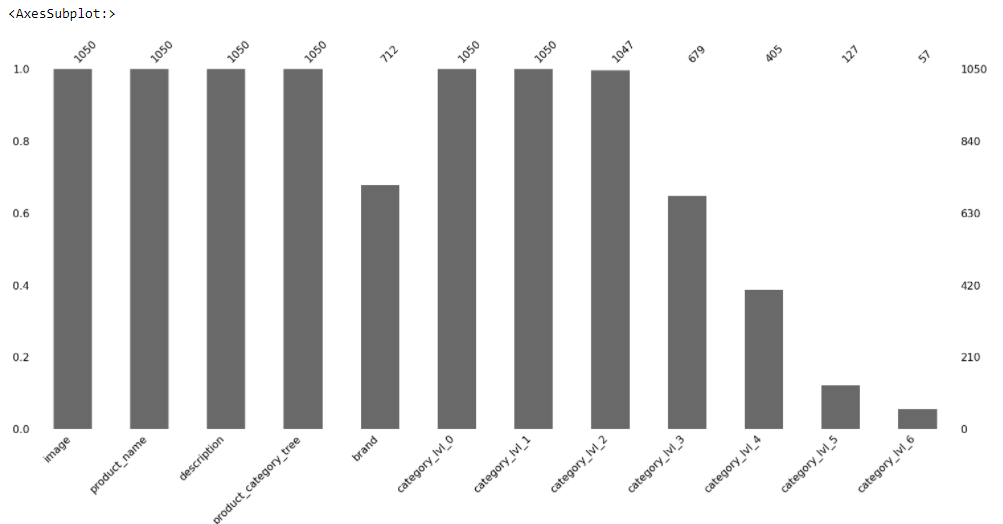 <AxesSubplot:>
1050 1050 1050 1050 712 1050 1050 1047 679 405 127 57
1.0 1050
0.8 840
0.6 630
0.4 420
0.2 210
0.0 0
image product_name description product_category_tree brand category_lvl_0 category_lvl_1 category_lvl_2 category_lvl_3 category_lvl_4 category_lvl_5 category_lvl_6